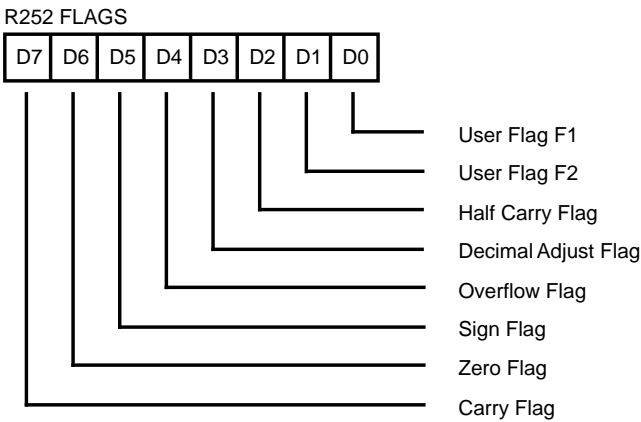 R252 FLAGS
D7 D6 D5 D4 D3 D2 D1 D0
User Flag F1
User Flag F2
Half Carry Flag
Decimal Adjust Flag
Overflow Flag
Sign Flag
Zero Flag
Carry Flag